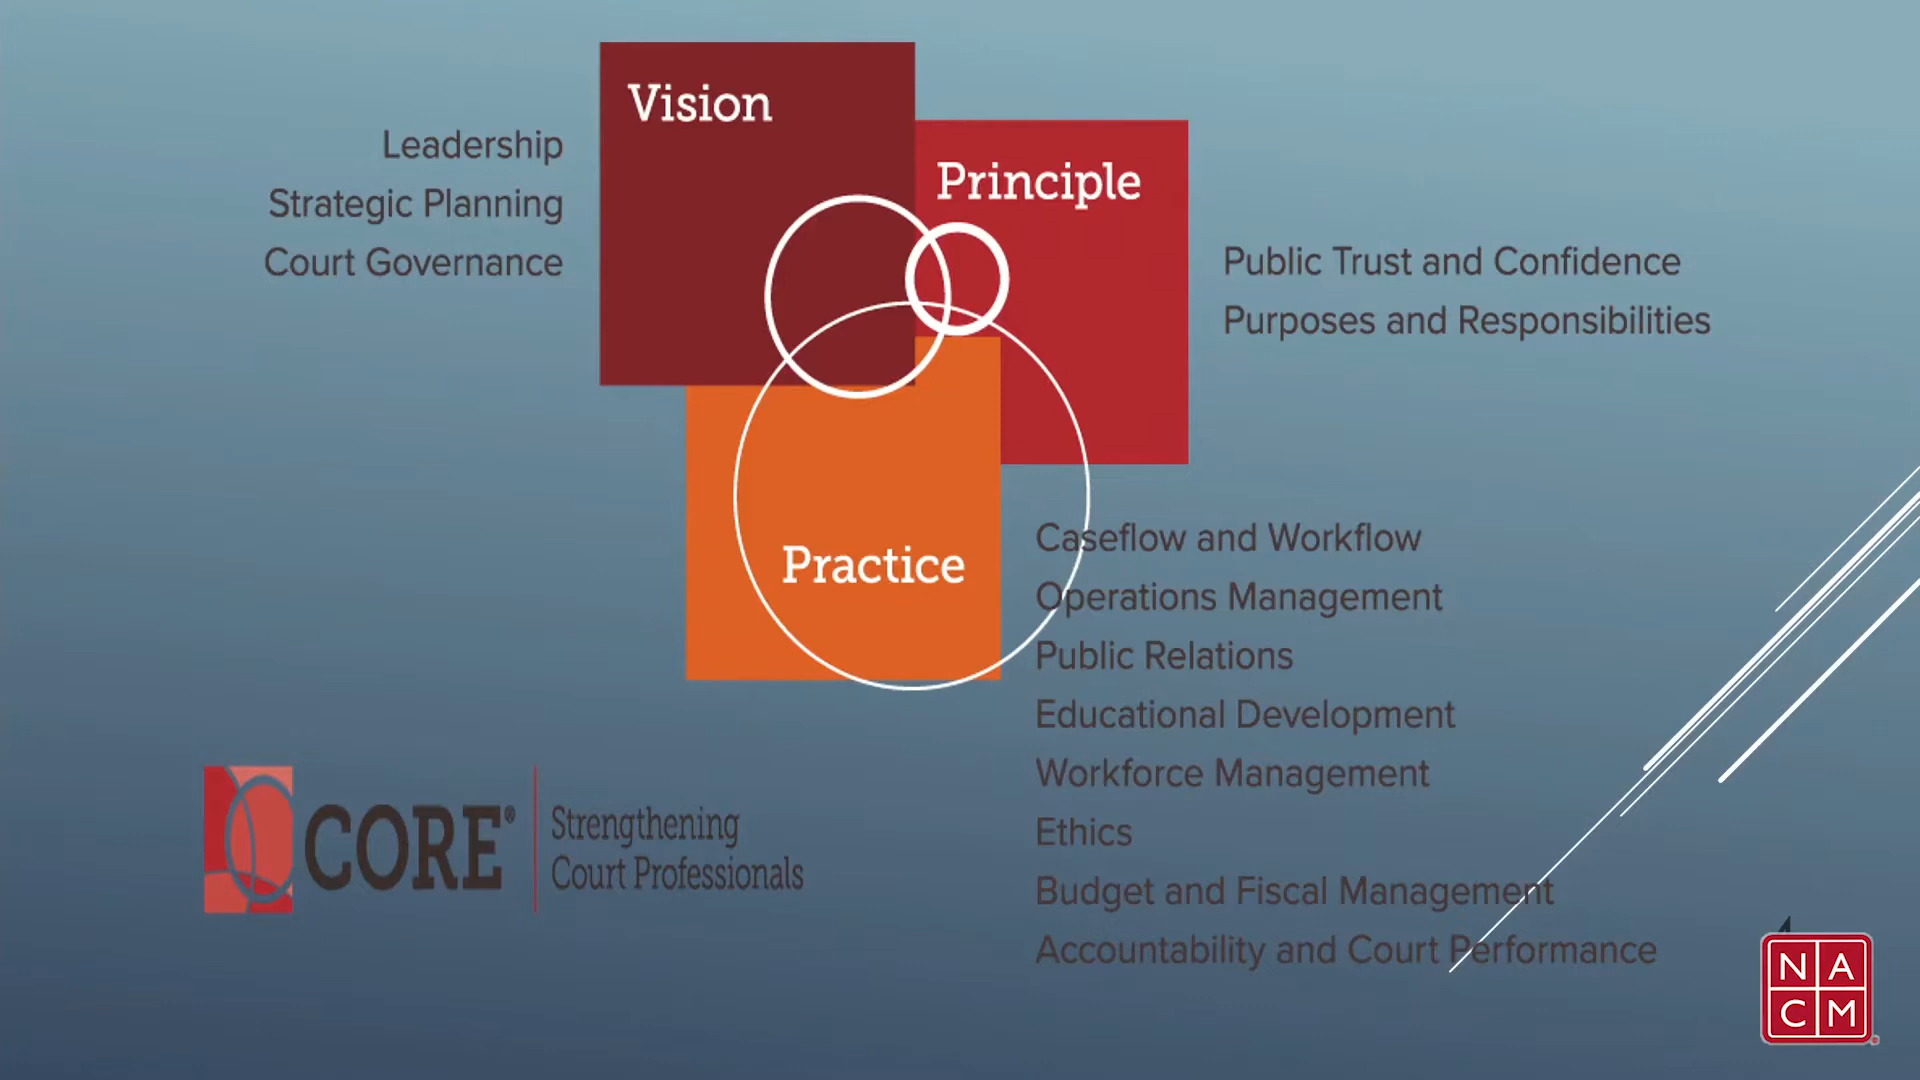 Vision
Leadership
Strategic Planning
Court Governance
Principle
Public Trust and Confidence
Purposes and Responsibilities
Practice
Caseflow and Workflow
Operations Management
Public Relations
Educational Development
Workforce Management
Ethics
Budget and Fiscal Management
Accountability and Court Performance
CORE®
Strengthening
Court Professionals
N A
C M